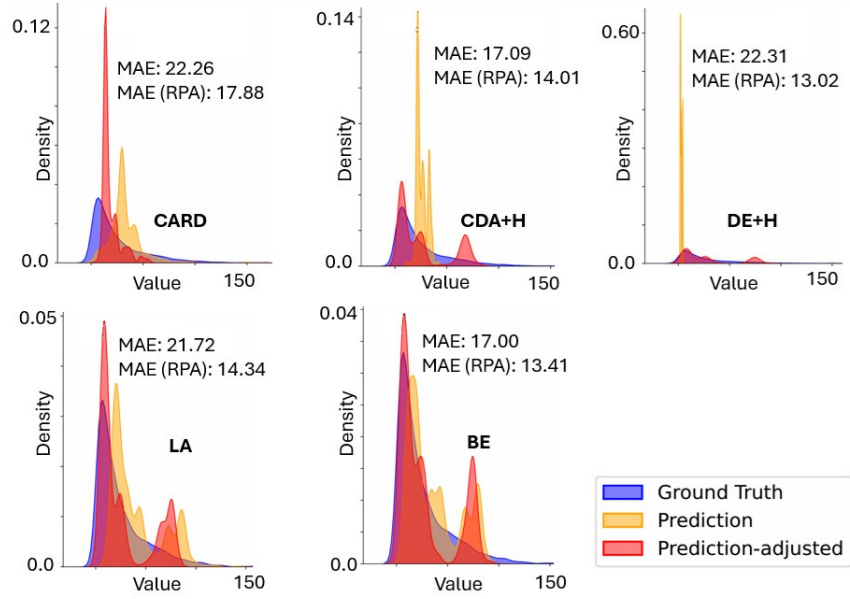 0.12
MAE: 22.26
MAE (RPA): 17.88
Density
CARD
0.0
Value
150
0.14
MAE: 17.09
MAE (RPA): 14.01
Density
CDA+H
0.0
Value
150
0.60
MAE: 22.31
MAE (RPA): 13.02
Density
DE+H
0.0
Value
150
0.05
MAE: 21.72
MAE (RPA): 14.34
Density
LA
0.0
Value
150
0.04
MAE: 17.00
MAE (RPA): 13.41
Density
BE
0.0
Value
150
Ground Truth
Prediction
Prediction-adjusted